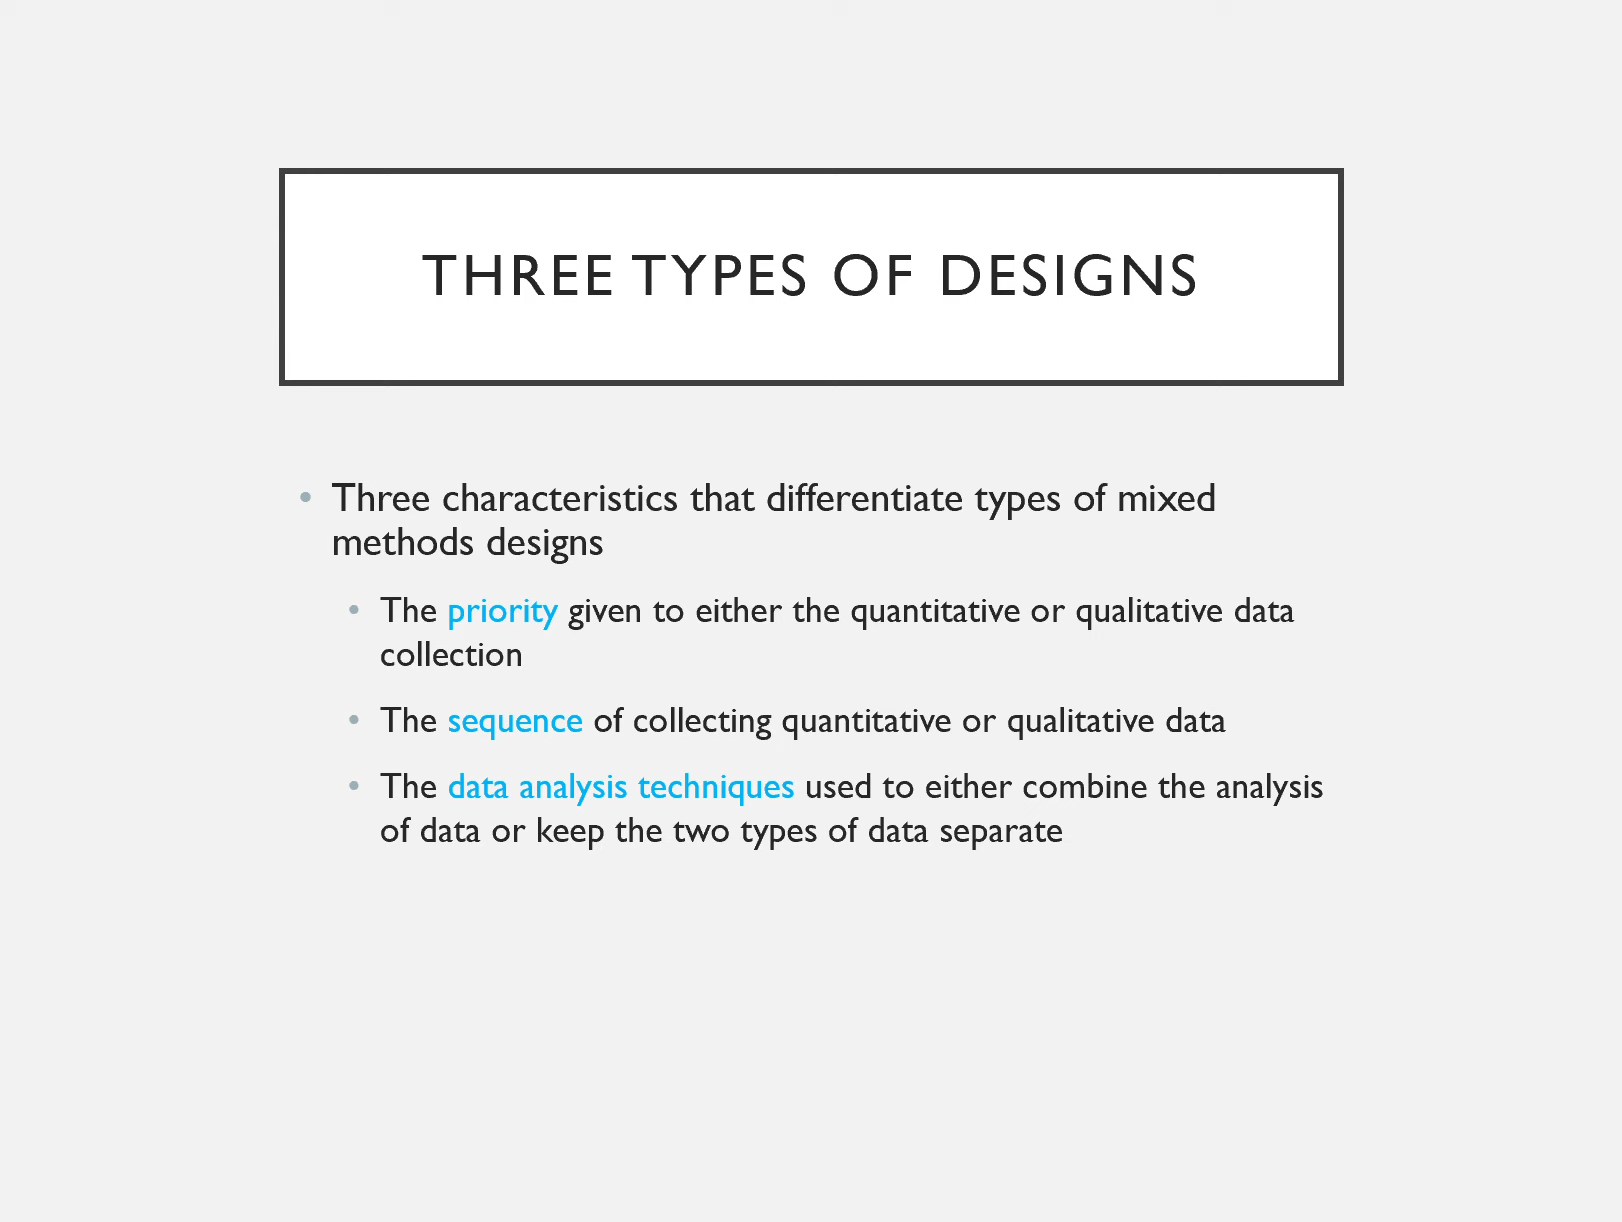 THREE TYPES OF DESIGNS
• Three characteristics that differentiate types of mixed
methods designs
• The priority given to either the quantitative or qualitative data
collection
• The sequence of collecting quantitative or qualitative data
• The data analysis techniques used to either combine the analysis
of data or keep the two types of data separate